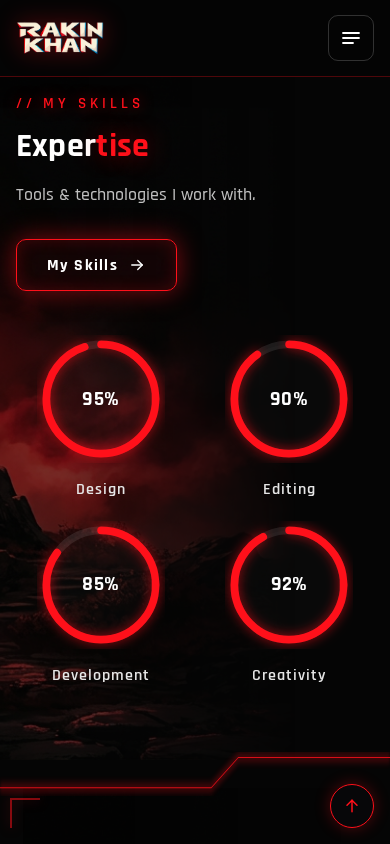 RAKIN
KHAN
// MY SKILLS
Expertise
Tools & technologies I work with.
My Skills →
95%
90%
Design
Editing
85%
92%
Development
Creativity